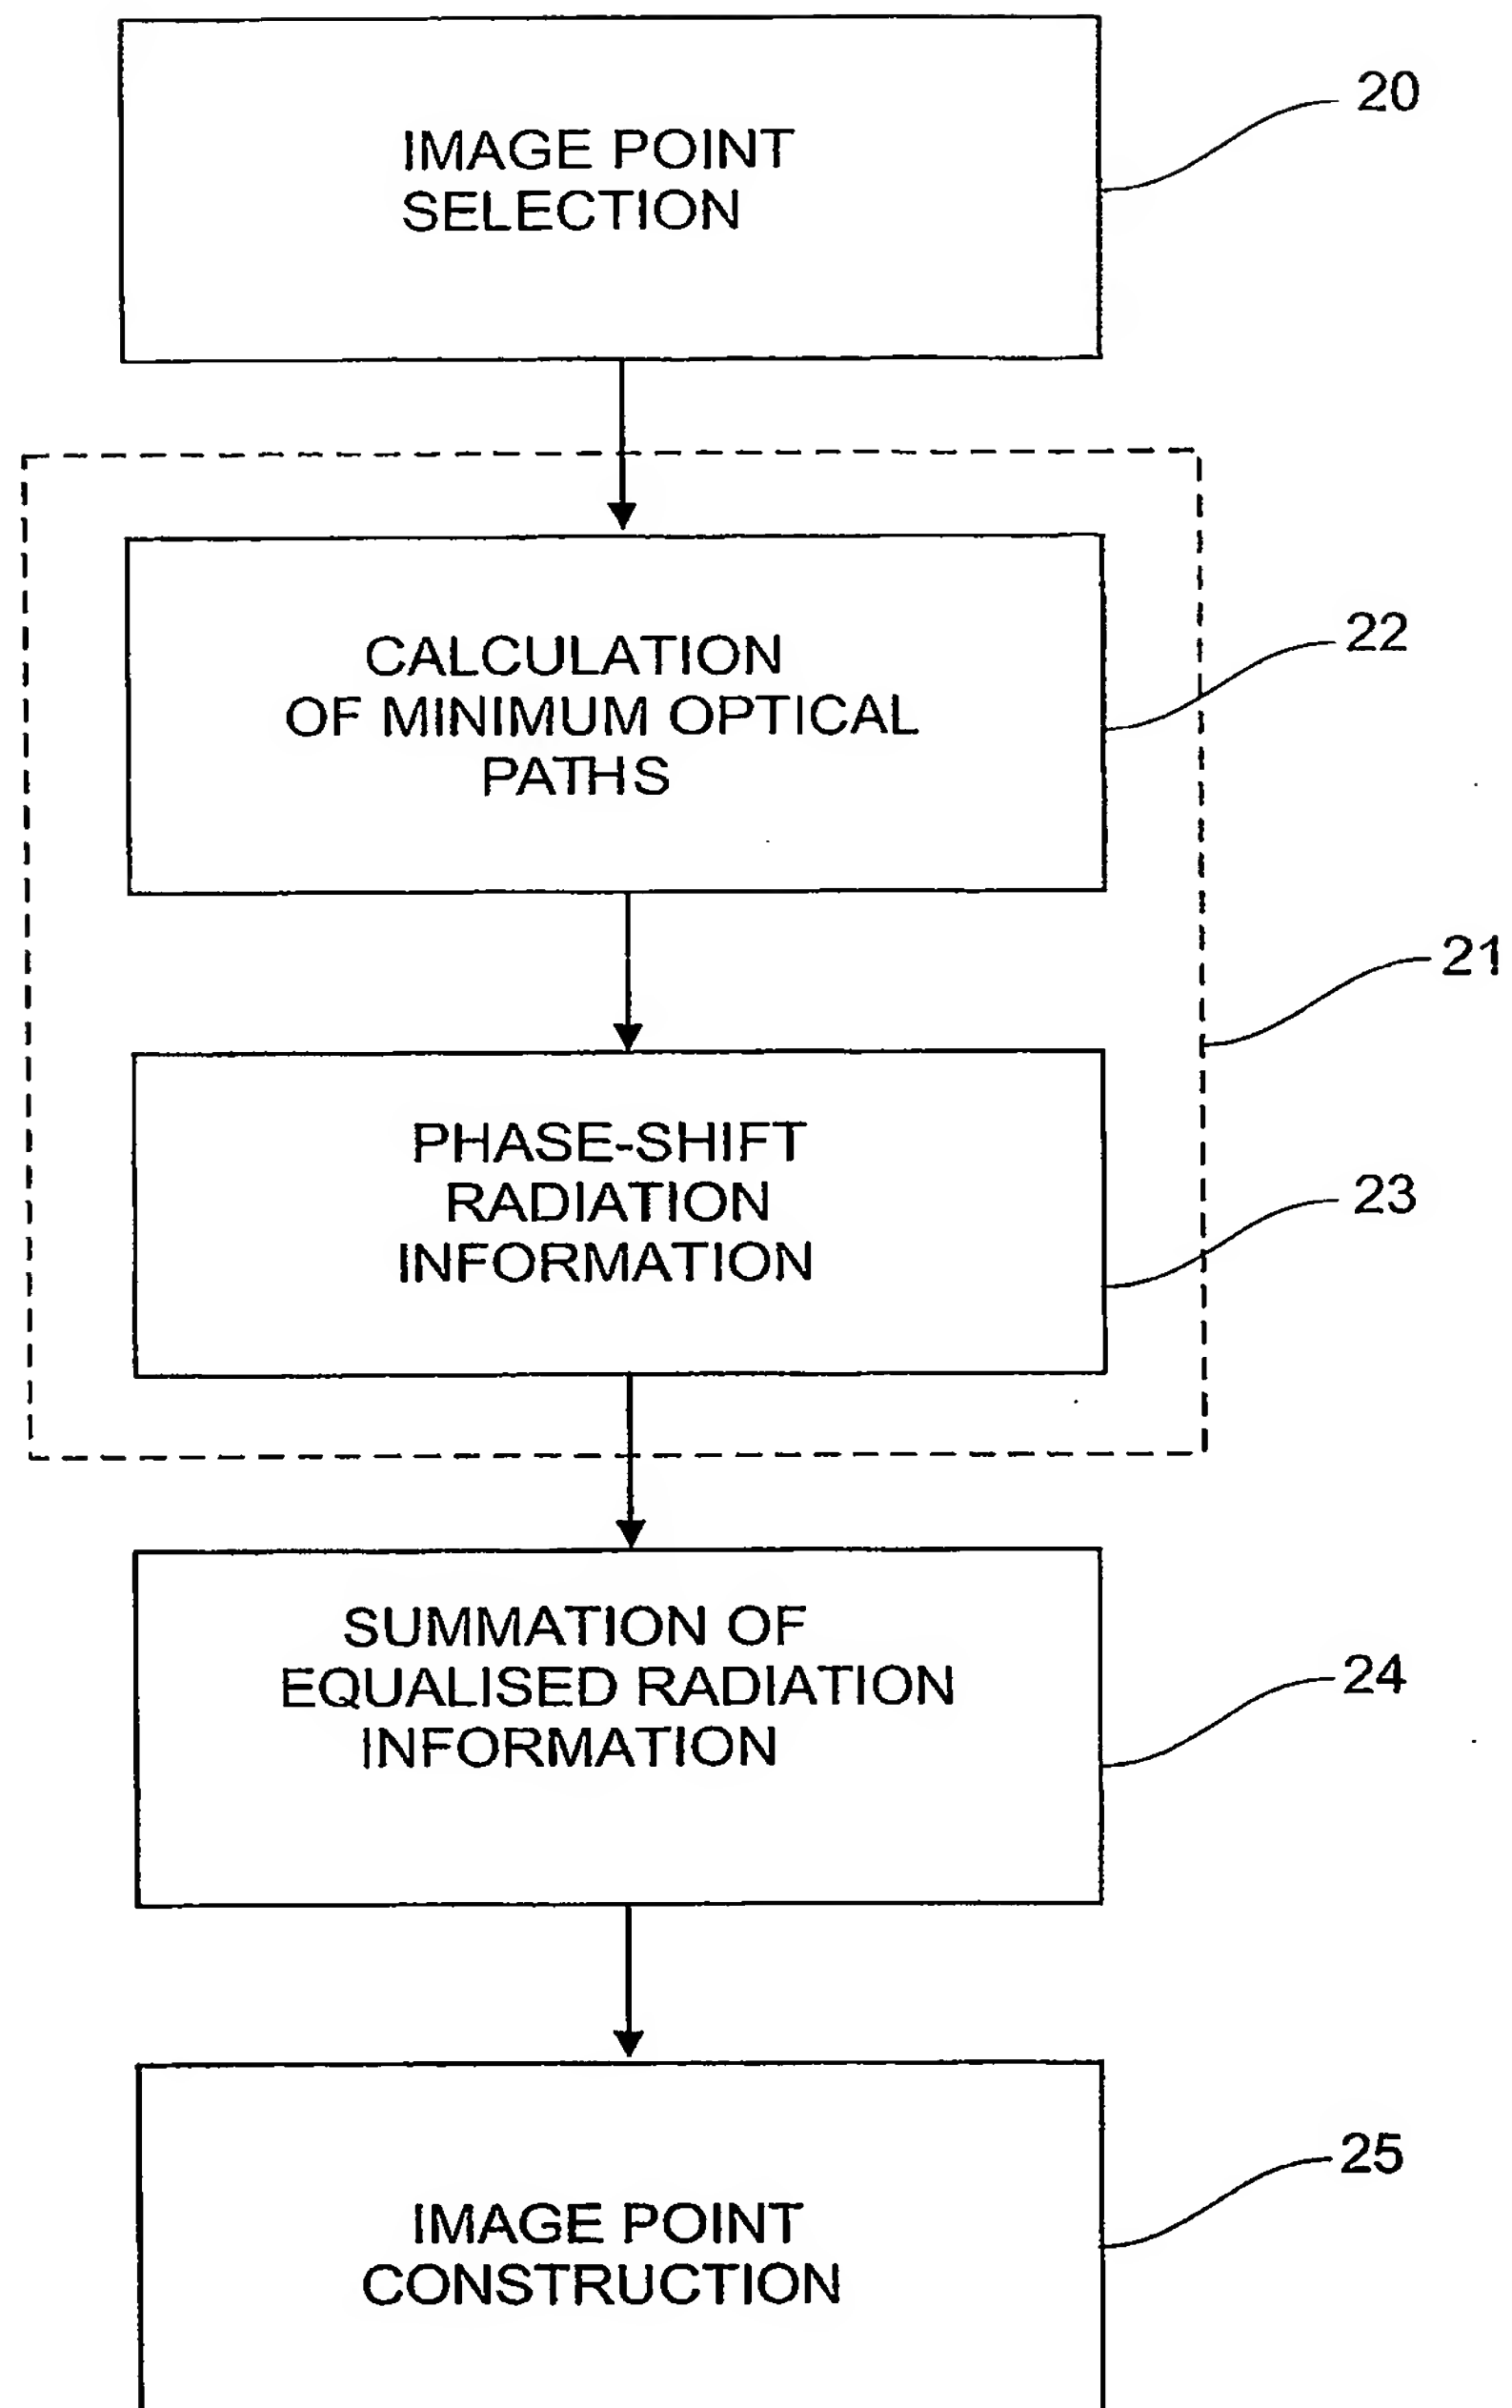 IMAGE POINT
SELECTION
20
CALCULATION
OF MINIMUM OPTICAL
PATHS
22
21
PHASE-SHIFT
RADIATION
INFORMATION
23
SUMMATION OF
EQUALISED RADIATION
INFORMATION
24
IMAGE POINT
CONSTRUCTION
25